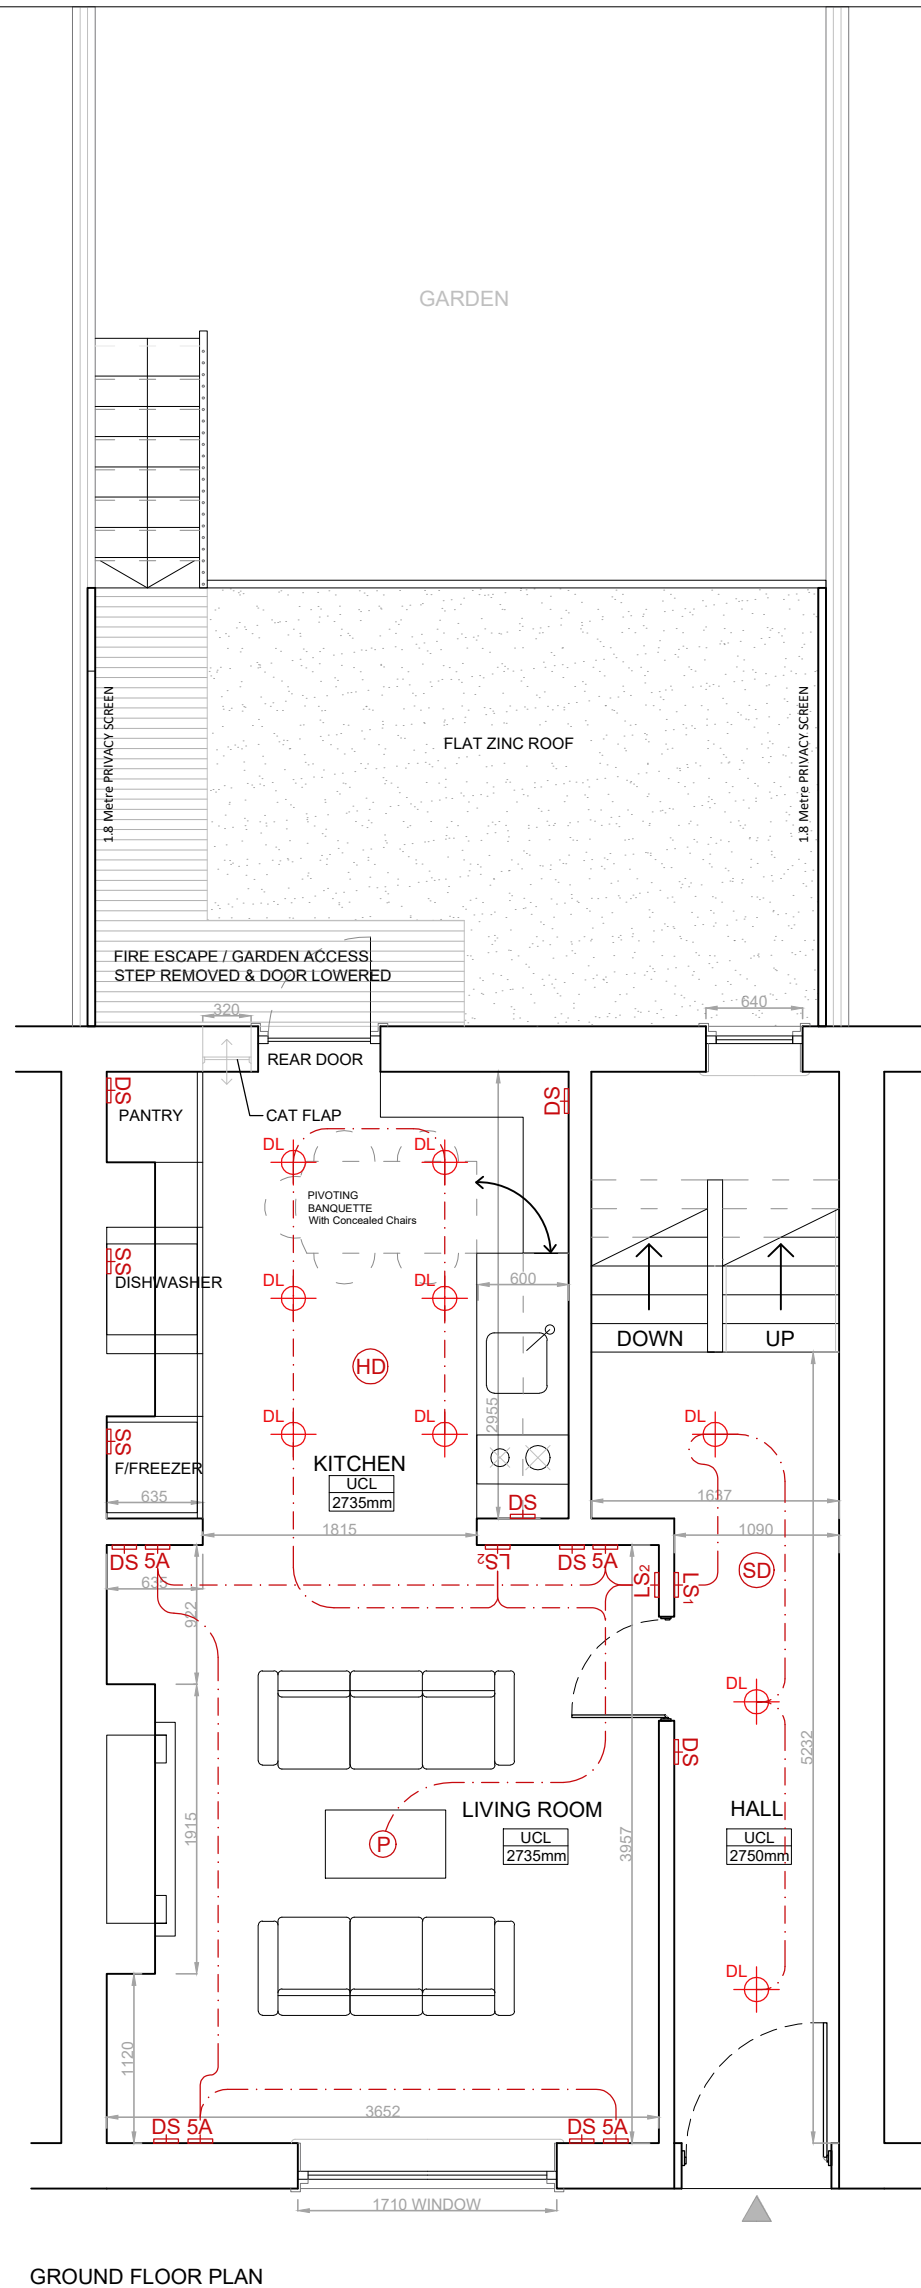 GARDEN
1.8 Metre PRIVACY SCREEN
FLAT ZINC ROOF
1.8 Metre PRIVACY SCREEN
FIRE ESCAPE / GARDEN ACCESS.
STEP REMOVED & DOOR LOWERED
320
640
REAR DOOR
DS
PANTRY
CAT FLAP
DS
DL
DL
PIVOTING
BANQUETTE
With Concealed Chairs
SS
DISHWASHER
DL
DL
600
DOWN
UP
HD
2955
DL
DL
DL
SS
F/FREEZER
KITCHEN
UCL
2735mm
635
DS
1637
1815
1090
DS 5A
LS2
DS 5A
LS2
LS1
SD
635
922
DL
DS
5232
1915
P
LIVING ROOM
UCL
2735mm
3957
HALL
UCL
2750mm
DL
1120
3652
DS 5A
DS 5A
1710 WINDOW
GROUND FLOOR PLAN